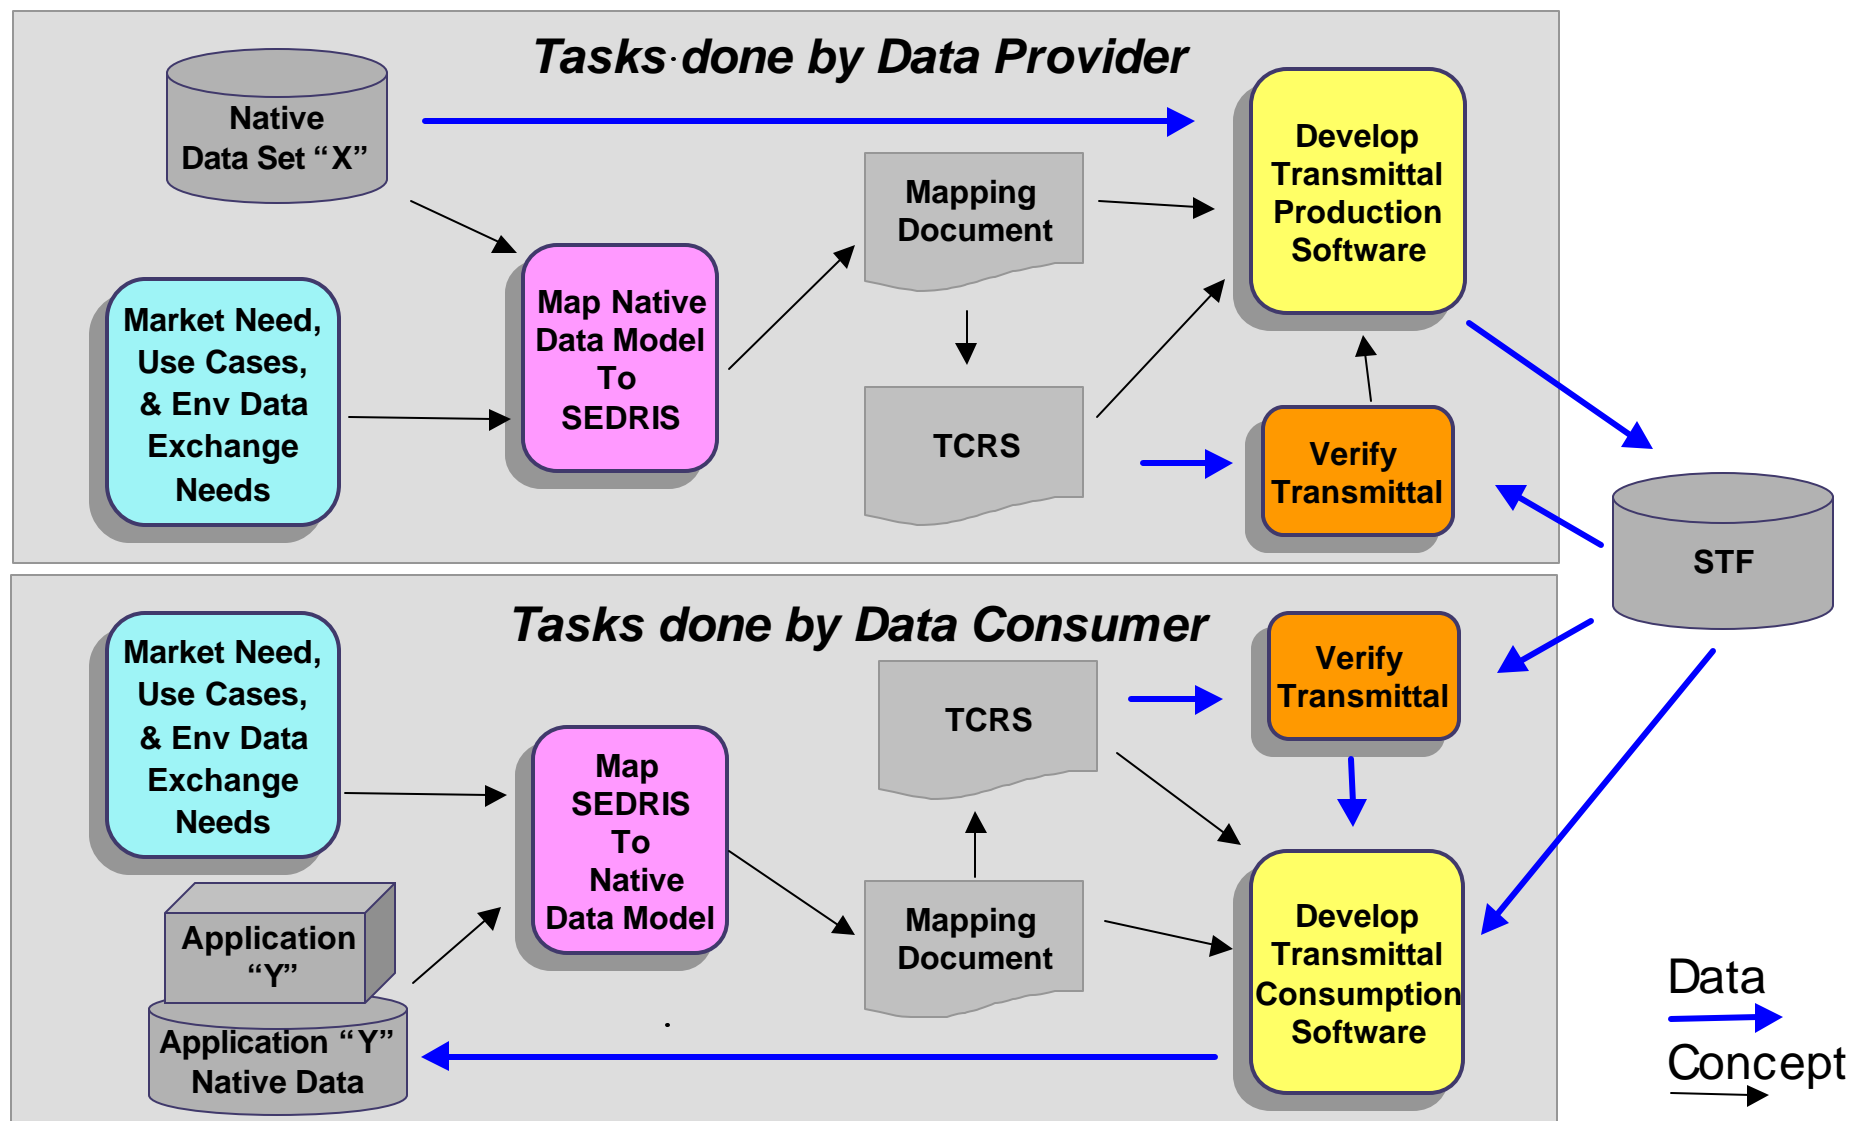 Tasks done by Data Provider
Native
Data Set “X”
Market Need,
Use Cases,
& Env Data
Exchange
Needs
Map Native
Data Model
To
SEDRIS
Mapping
Document
TCRS
Develop
Transmittal
Production
Software
Verify
Transmittal
STF
Tasks done by Data Consumer
Market Need,
Use Cases,
& Env Data
Exchange
Needs
Application
“Y”
Application “Y”
Native Data
Map
SEDRIS
To
Native
Data Model
TCRS
Mapping
Document
Verify
Transmittal
Develop
Transmittal
Consumption
Software
Data
Concept